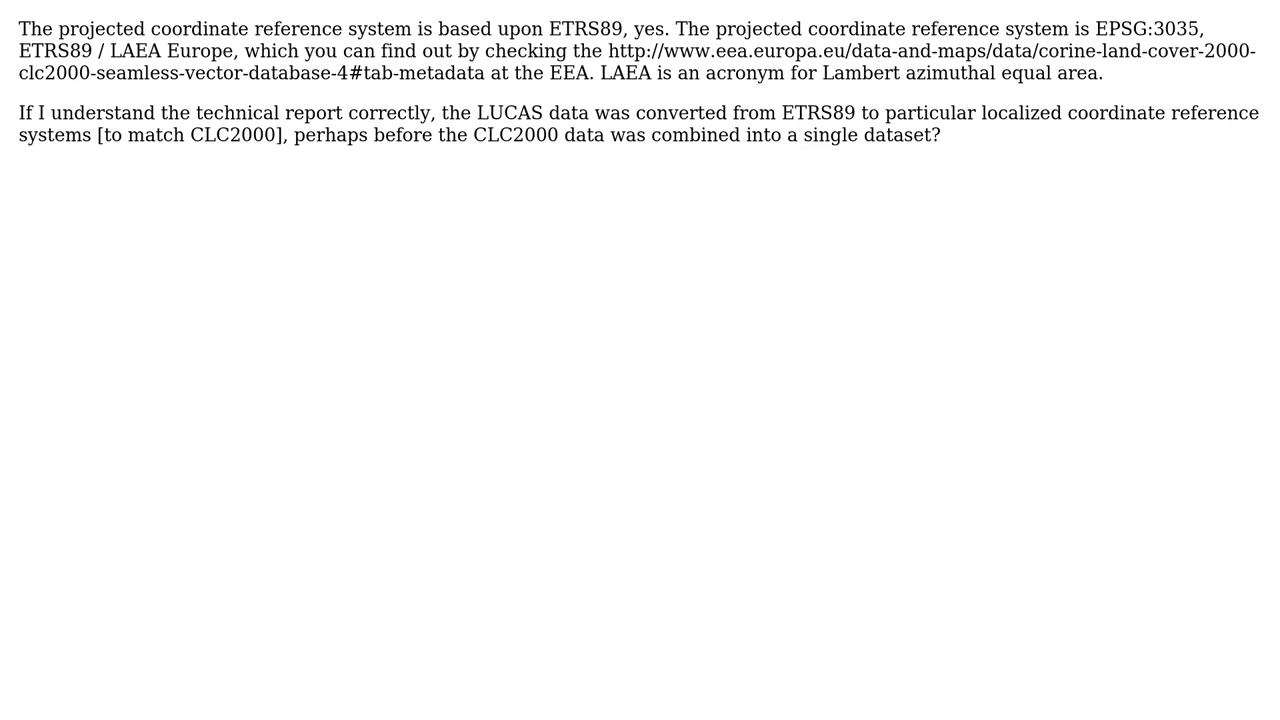 The projected coordinate reference system is based upon ETRS89, yes. The projected coordinate reference system is EPSG:3035,
ETRS89 / LAEA Europe, which you can find out by checking the http://www.eea.europa.eu/data-and-maps/data/corine-land-cover-2000-
clc2000-seamless-vector-database-4#tab-metadata at the EEA. LAEA is an acronym for Lambert azimuthal equal area.
If I understand the technical report correctly, the LUCAS data was converted from ETRS89 to particular localized coordinate reference
systems [to match CLC2000], perhaps before the CLC2000 data was combined into a single dataset?